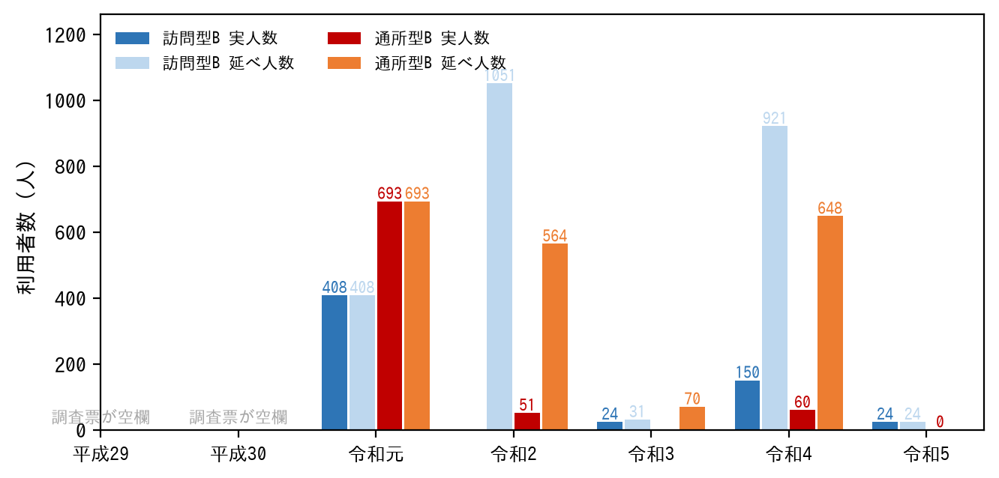 訪問型B 実人数
訪問型B 延べ人数
通所型B 実人数
通所型B 延べ人数
利用者数 (人)
1200
1000
800
600
400
200
0
調査票が空欄
調査票が空欄
408
408
693
693
1051
51
564
24
31
70
150
921
60
648
24
24
0
平成29
平成30
令和元
令和2
令和3
令和4
令和5